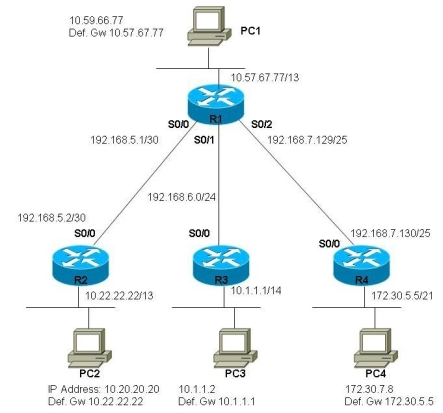 10.59.66.77
Def. Gw 10.57.67.77
PC1
10.57.67.77/13
R1
S0/0
S0/1
S0/2
192.168.5.1/30
192.168.7.129/25
192.168.6.0/24
192.168.5.2/30
192.168.7.130/25
S0/0
S0/0
S0/0
R2
R3
R4
10.22.22.22/13
10.1.1.1/14
172.30.5.5/21
PC2
PC3
PC4
IP Address: 10.20.20.20
Def. Gw 10.22.22.22
10.1.1.2
Def. Gw 10.1.1.1
172.30.7.8
Def. Gw 172.30.5.5